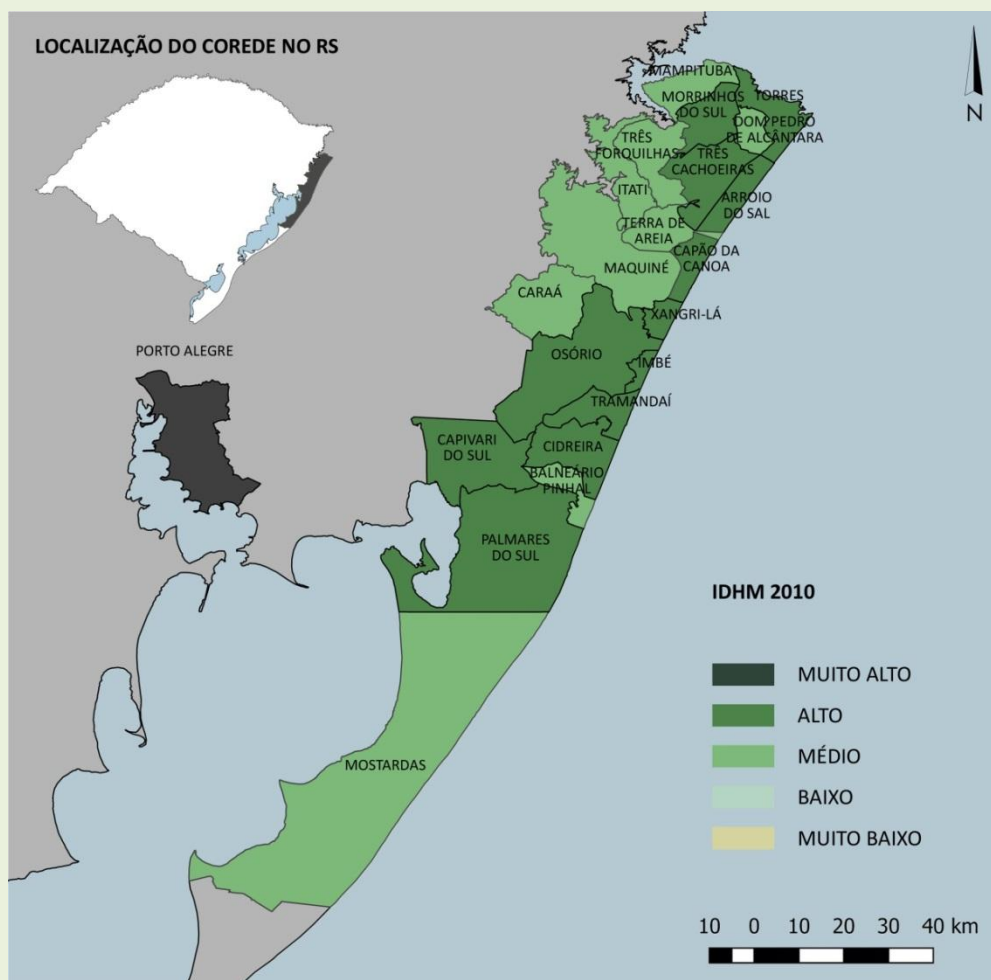 LOCALIZAÇÃO DO COREDE NO RS
N
MAMPITUBA
MORRINHOS
DO SUL
TORRES
DOM PEDRO
DE ALCÂNTARA
TRÊS
FORQUILHAS
TRÊS
CACHOEIRAS
ITATI
ARROIO
DO SAL
TERRA DE
AREIA
CAPÃO DA
CANOA
MAQUINÉ
CARAÁ
XANGRI-LÁ
OSÓRIO
IMBÉ
PORTO ALEGRE
TRAMANDAÍ
CAPIVARI
DO SUL
CIDREIRA
BALNEÁRIO
PINHAL
PALMARES
DO SUL
MOSTARDAS
IDHM 2010
MUITO ALTO
ALTO
MÉDIO
BAIXO
MUITO BAIXO
10 0 10 20 30 40 km